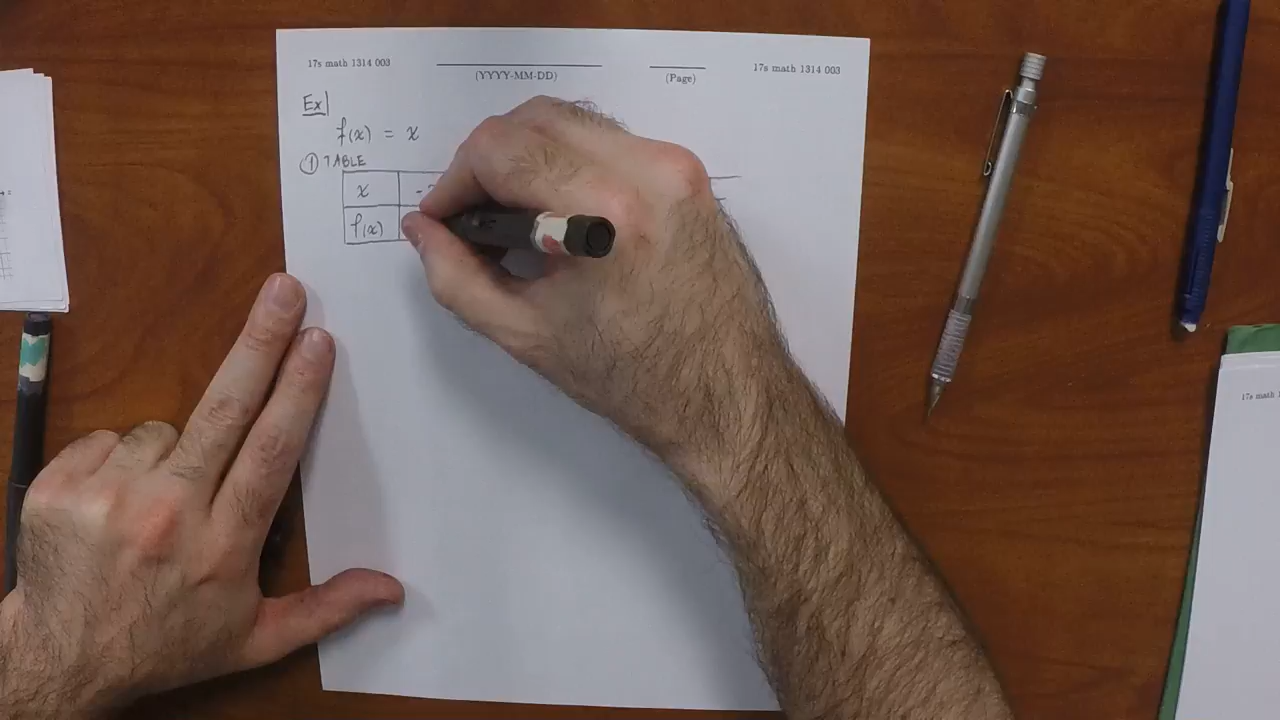 17s math 1314 003 (YYYY-MM-DD) (Page) 17s math 1314 003
Ex
f(x) = x
① TABLE
x
f(x)
17s math 1